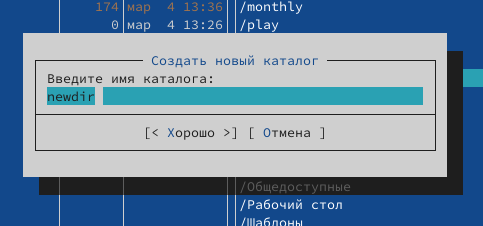 174 мар 4 13:36 /monthly
0 мар 4 13:26 /play
Создать новый каталог
Введите имя каталога:
newdir
[< Хорошо >] [ Отмена ]
/Общедоступные
/Рабочий стол
/Шаблоны